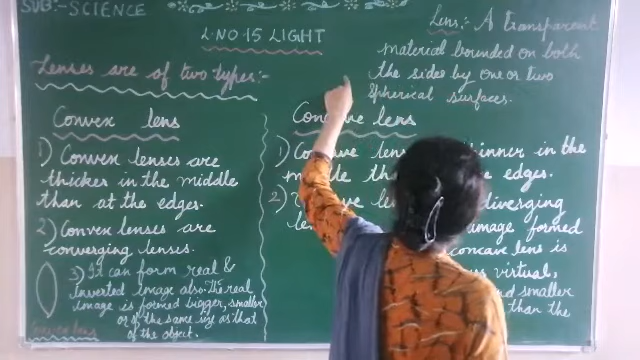 SUB:- SCIENCE
L.NO.15 LIGHT
Lens:- A transparent
material bounded on both
the sides by one or two
Spherical surfaces.
Lenses are of two types:-
Convex lens
1) Convex lenses are
thicker in the middle
than at the edges.
2) Convex lenses are
converging lenses.
3) It can form real &
inverted image also. The real
image is formed bigger, smaller
or of the same size as that
of the object.
Convex lens
lens
1) thinner in the
edges.
2) diverging
image formed
concave lens is
virtual,
smaller
than the